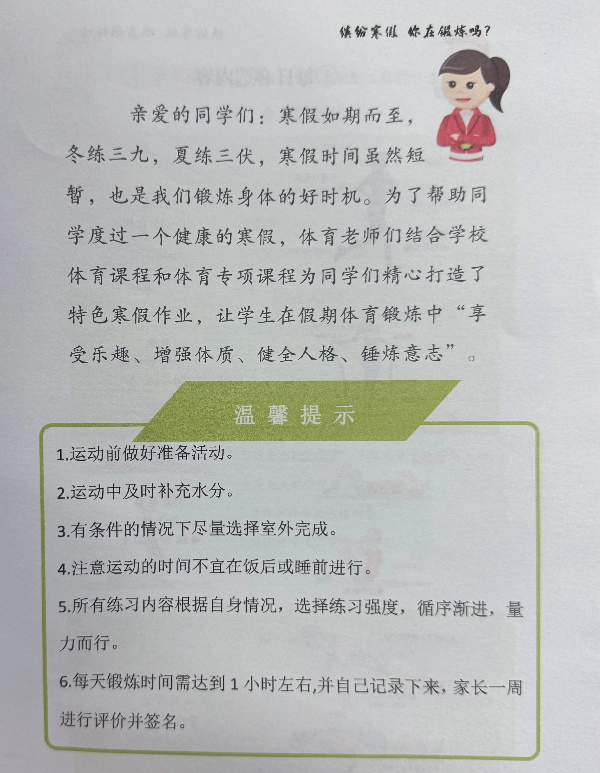 缤纷寒假 你在锻炼吗？
亲爱的同学们：寒假如期而至，
冬练三九，夏练三伏，寒假时间虽然短
暂，也是我们锻炼身体的好时机。为了帮助同
学度过一个健康的寒假，体育老师们结合学校
体育课程和体育专项课程为同学们精心打造了
特色寒假作业，让学生在假期体育锻炼中“享
受乐趣、增强体质、健全人格、锤炼意志”。
温馨提示
1.运动前做好准备活动。
2.运动中及时补充水分。
3.有条件的情况下尽量选择室外完成。
4.注意运动的时间不宜在饭后或睡前进行。
5.所有练习内容根据自身情况，选择练习强度，循序渐进，量
力而行。
6.每天锻炼时间需达到 1 小时左右,并自己记录下来，家长一周
进行评价并签名。